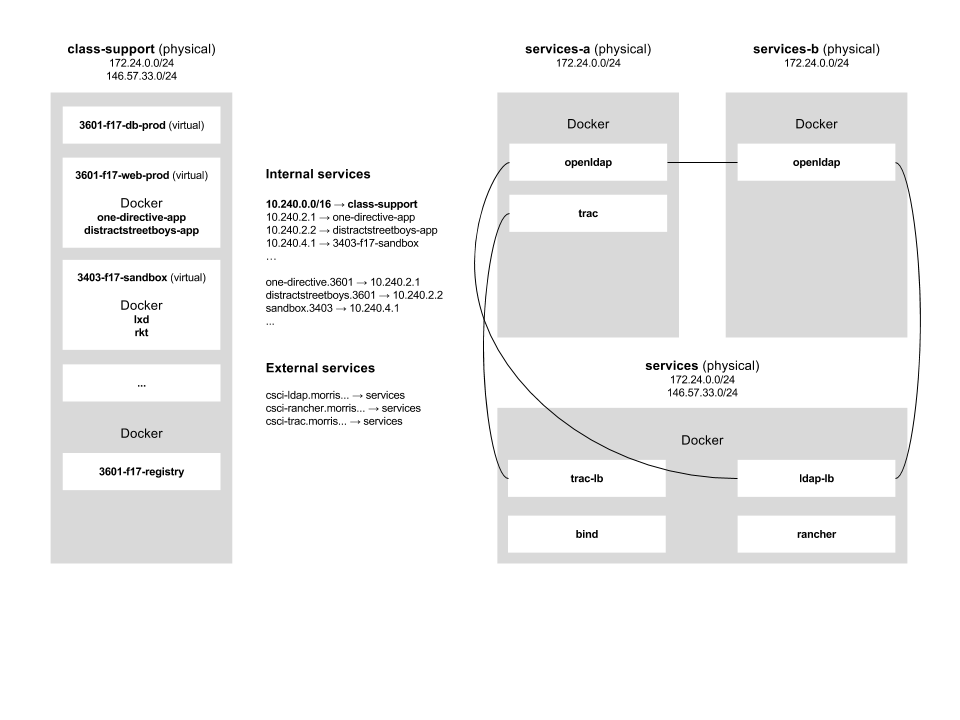 class-support (physical)
172.24.0.0/24
146.57.33.0/24
3601-f17-db-prod (virtual)
3601-f17-web-prod (virtual)
Docker
one-directive-app
distractstreetboys-app
3403-f17-sandbox (virtual)
Docker
lxd
rkt
...
Docker
3601-f17-registry
Internal services
10.240.0.0/16 → class-support
10.240.2.1 → one-directive-app
10.240.2.2 → distractstreetboys-app
10.240.4.1 → 3403-f17-sandbox
...
one-directive.3601 → 10.240.2.1
distractstreetboys.3601 → 10.240.2.2
sandbox.3403 → 10.240.4.1
...
External services
csci-ldap.morris... → services
csci-rancher.morris... → services
csci-trac.morris... → services
services-a (physical)
172.24.0.0/24
Docker
openldap
trac
services-b (physical)
172.24.0.0/24
Docker
openldap
services (physical)
172.24.0.0/24
146.57.33.0/24
Docker
trac-lb
ldap-lb
bind
rancher